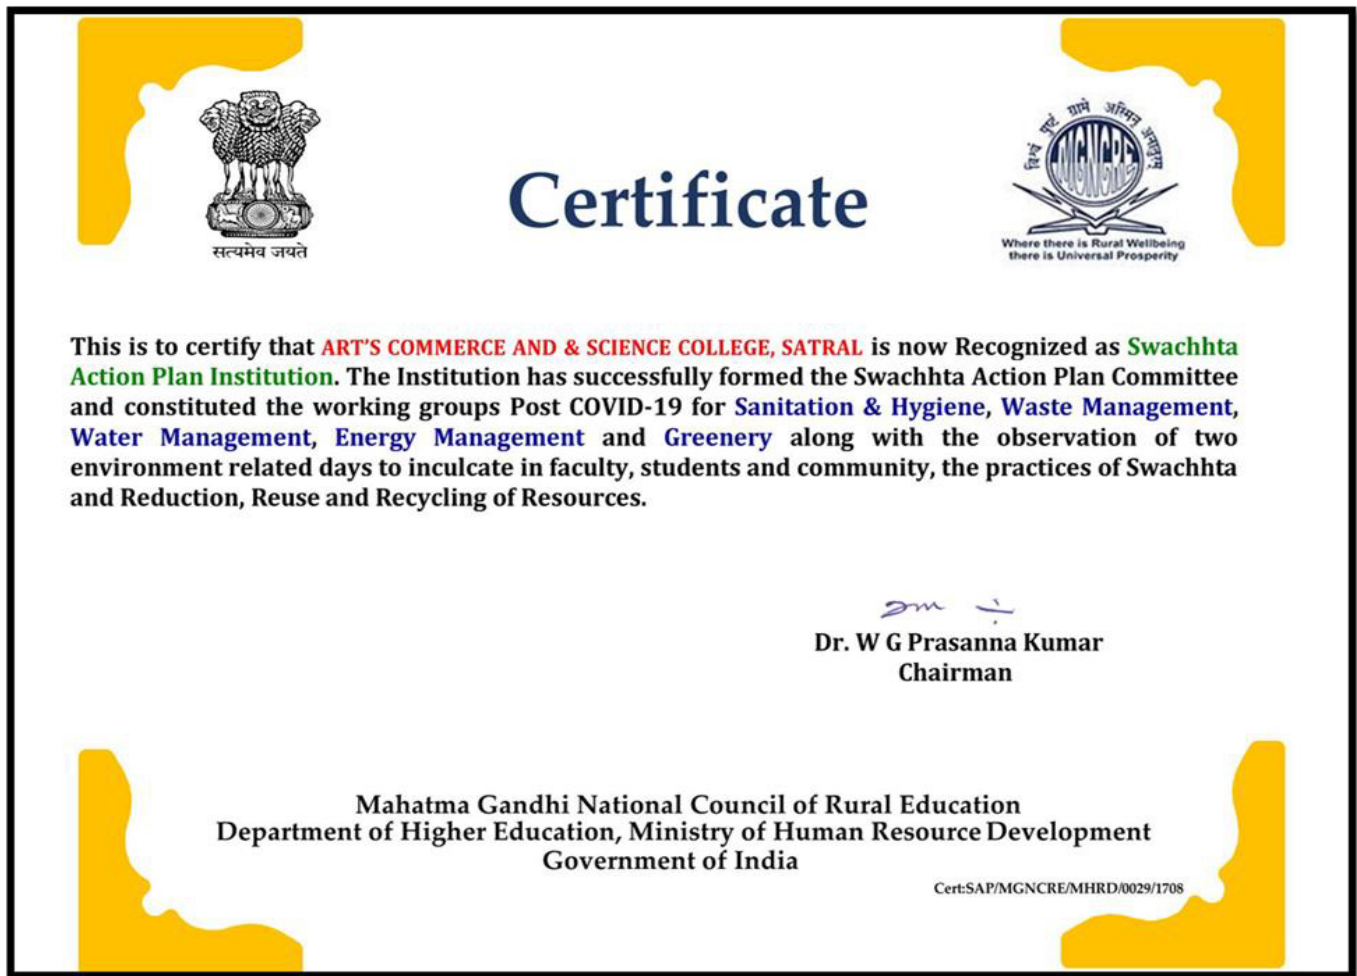 सत्यमेव जयते
Certificate
विश्वं पुष्टं ग्रामे अस्मिन् अनातुरम्
MGNCRE
Where there is Rural Wellbeing
there is Universal Prosperity
This is to certify that ART'S COMMERCE AND & SCIENCE COLLEGE, SATRAL is now Recognized as Swachhta
Action Plan Institution. The Institution has successfully formed the Swachhta Action Plan Committee
and constituted the working groups Post COVID-19 for Sanitation & Hygiene, Waste Management,
Water Management, Energy Management and Greenery along with the observation of two
environment related days to inculcate in faculty, students and community, the practices of Swachhta
and Reduction, Reuse and Recycling of Resources.
Dr. W G Prasanna Kumar
Chairman
Mahatma Gandhi National Council of Rural Education
Department of Higher Education, Ministry of Human Resource Development
Government of India
Cert:SAP/MGNCRE/MHRD/0029/1708